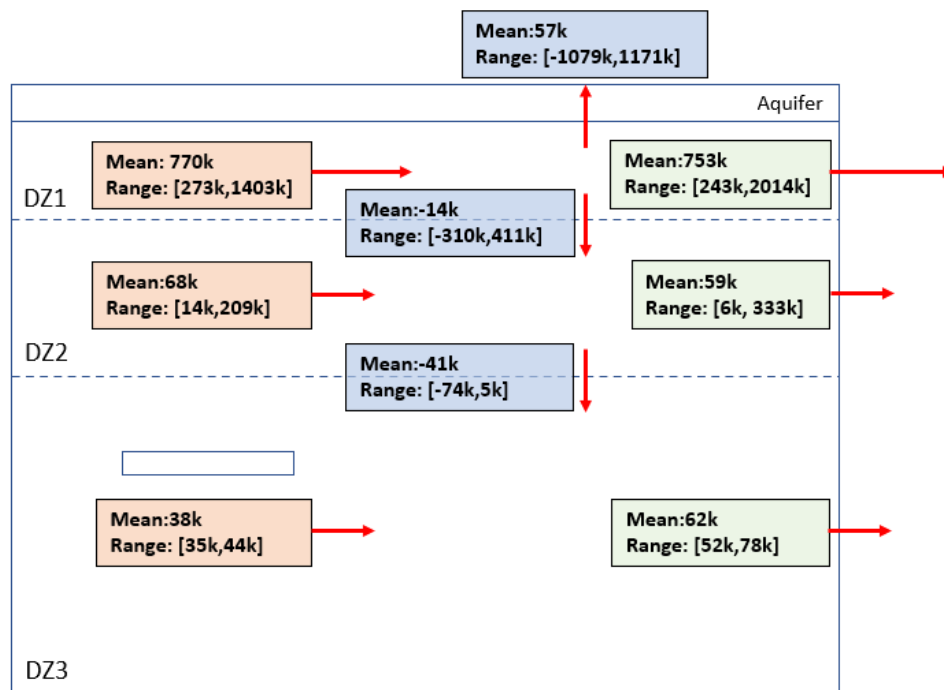 Mean:57k
Range: [-1079k,1171k]
Aquifer
Mean: 770k
Range: [273k,1403k]
Mean:753k
Range: [243k,2014k]
DZ1
Mean:-14k
Range: [-310k,411k]
Mean:68k
Range: [14k,209k]
Mean:59k
Range: [6k, 333k]
DZ2
Mean:-41k
Range: [-74k,5k]
Mean:38k
Range: [35k,44k]
Mean:62k
Range: [52k,78k]
DZ3